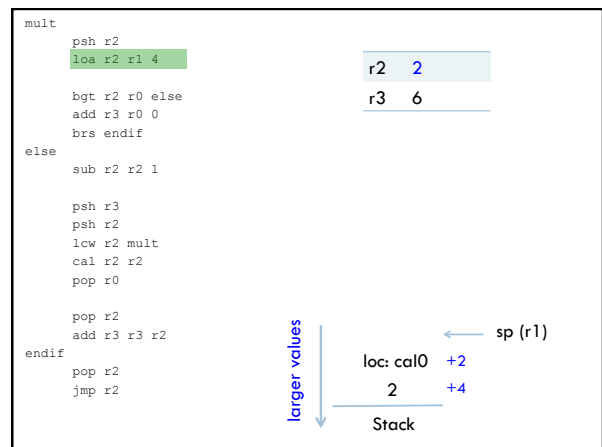 mult
psh r2
loa r2 r1 4
bgt r2 r0 else
add r3 r0 0
brs endif
else
sub r2 r2 1
psh r3
psh r2
lcw r2 mult
cal r2 r2
pop r0
pop r2
add r3 r3 r2
endif
pop r2
jmp r2
r2 2
r3 6
larger values
sp (r1)
loc: cal0 +2
2 +4
Stack